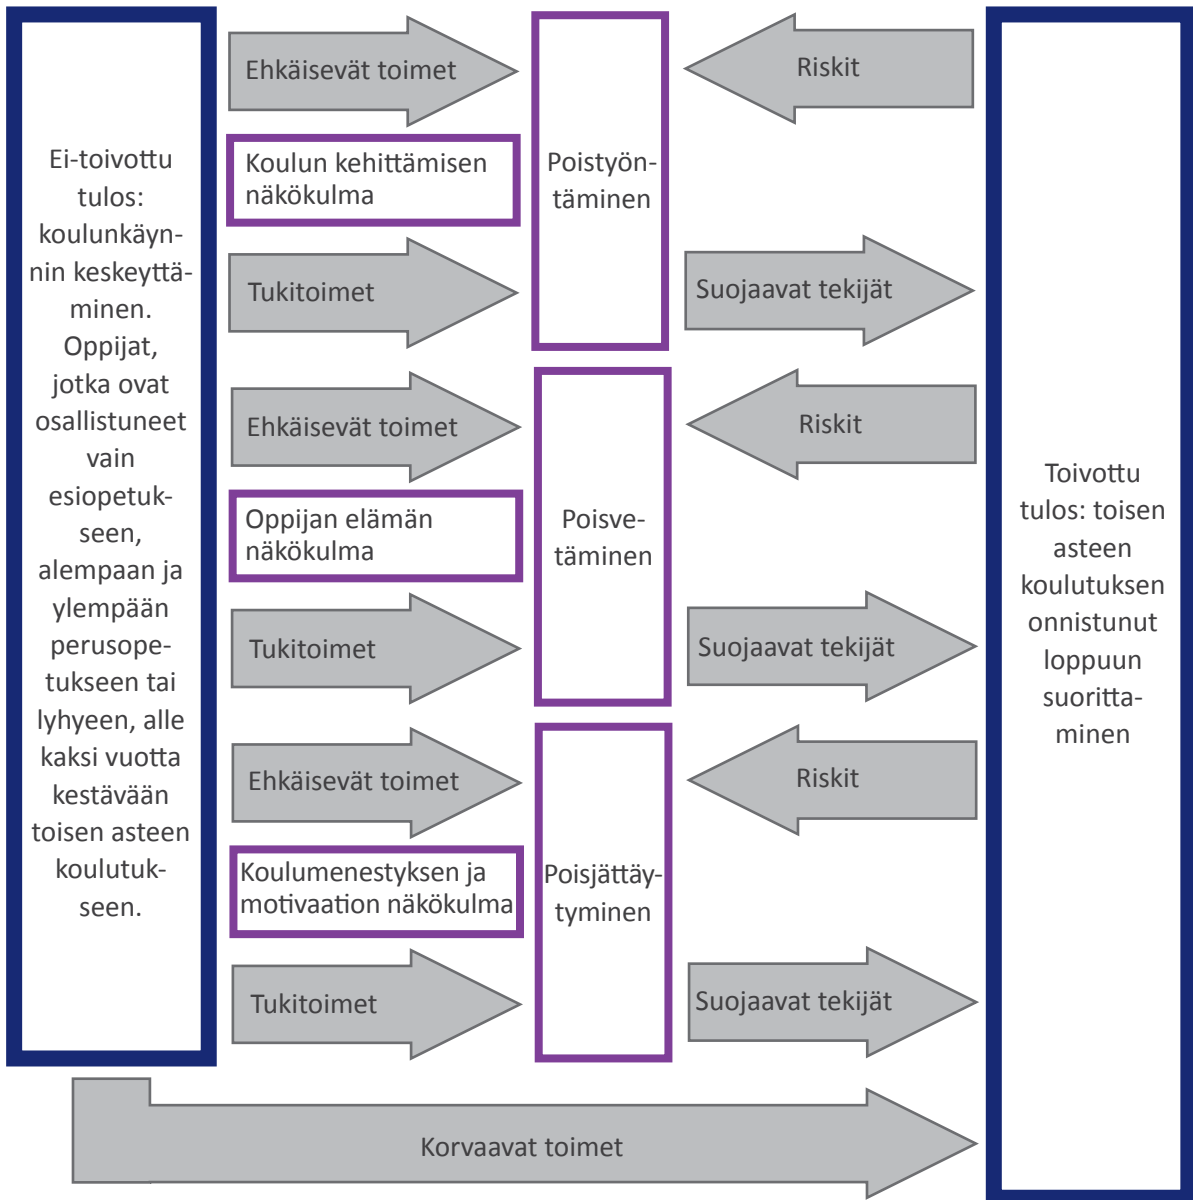 Ei-toivottu
tulos:
koulunkäyn-
nin keskeyttä-
minen.
Oppijat,
jotka ovat
osallistuneet
vain
esiopetuk-
seen,
alempaan ja
ylempään
perusope-
tukseen tai
lyhyeen, alle
kaksi vuotta
kestävään
toisen asteen
koulutuk-
seen.
Ehkäisevät toimet
Koulun kehittämisen
näkökulma
Tukitoimet
Poistyön-
täminen
Riskit
Suojaavat tekijät
Ehkäisevät toimet
Oppijan elämän
näkökulma
Tukitoimet
Poisve-
täminen
Riskit
Suojaavat tekijät
Ehkäisevät toimet
Koulumenestyksen ja
motivaation näkökulma
Tukitoimet
Poisjättäy-
tyminen
Riskit
Suojaavat tekijät
Toivottu
tulos: toisen
asteen
koulutuksen
onnistunut
loppuun
suoritta-
minen
Korvaavat toimet